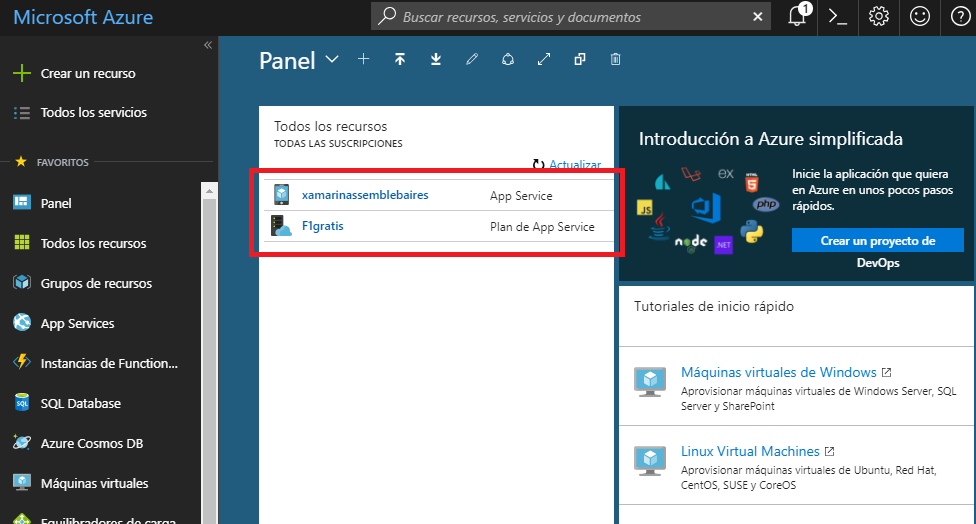 Microsoft Azure
Buscar recursos, servicios y documentos
1
Crear un recurso
Todos los servicios
FAVORITOS
Panel
Todos los recursos
Grupos de recursos
App Services
Instancias de Function...
SQL
SQL Database
Azure Cosmos DB
Máquinas virtuales
Equilibradores de carga
Panel
Todos los recursos
TODAS LAS SUSCRIPCIONES
Actualizar
xamarinassemblebaires App Service
F1gratis Plan de App Service
Introducción a Azure simplificada
ex
JS
php
node
.NET
Inicie la aplicación que quiera
en Azure en unos pocos pasos
rápidos.
Crear un proyecto de
DevOps
Tutoriales de inicio rápido
Máquinas virtuales de Windows
Aprovisionar máquinas virtuales de Windows Server, SQL
Server y SharePoint
Linux Virtual Machines
Aprovisionar máquinas virtuales de Ubuntu, Red Hat,
CentOS, SUSE y CoreOS